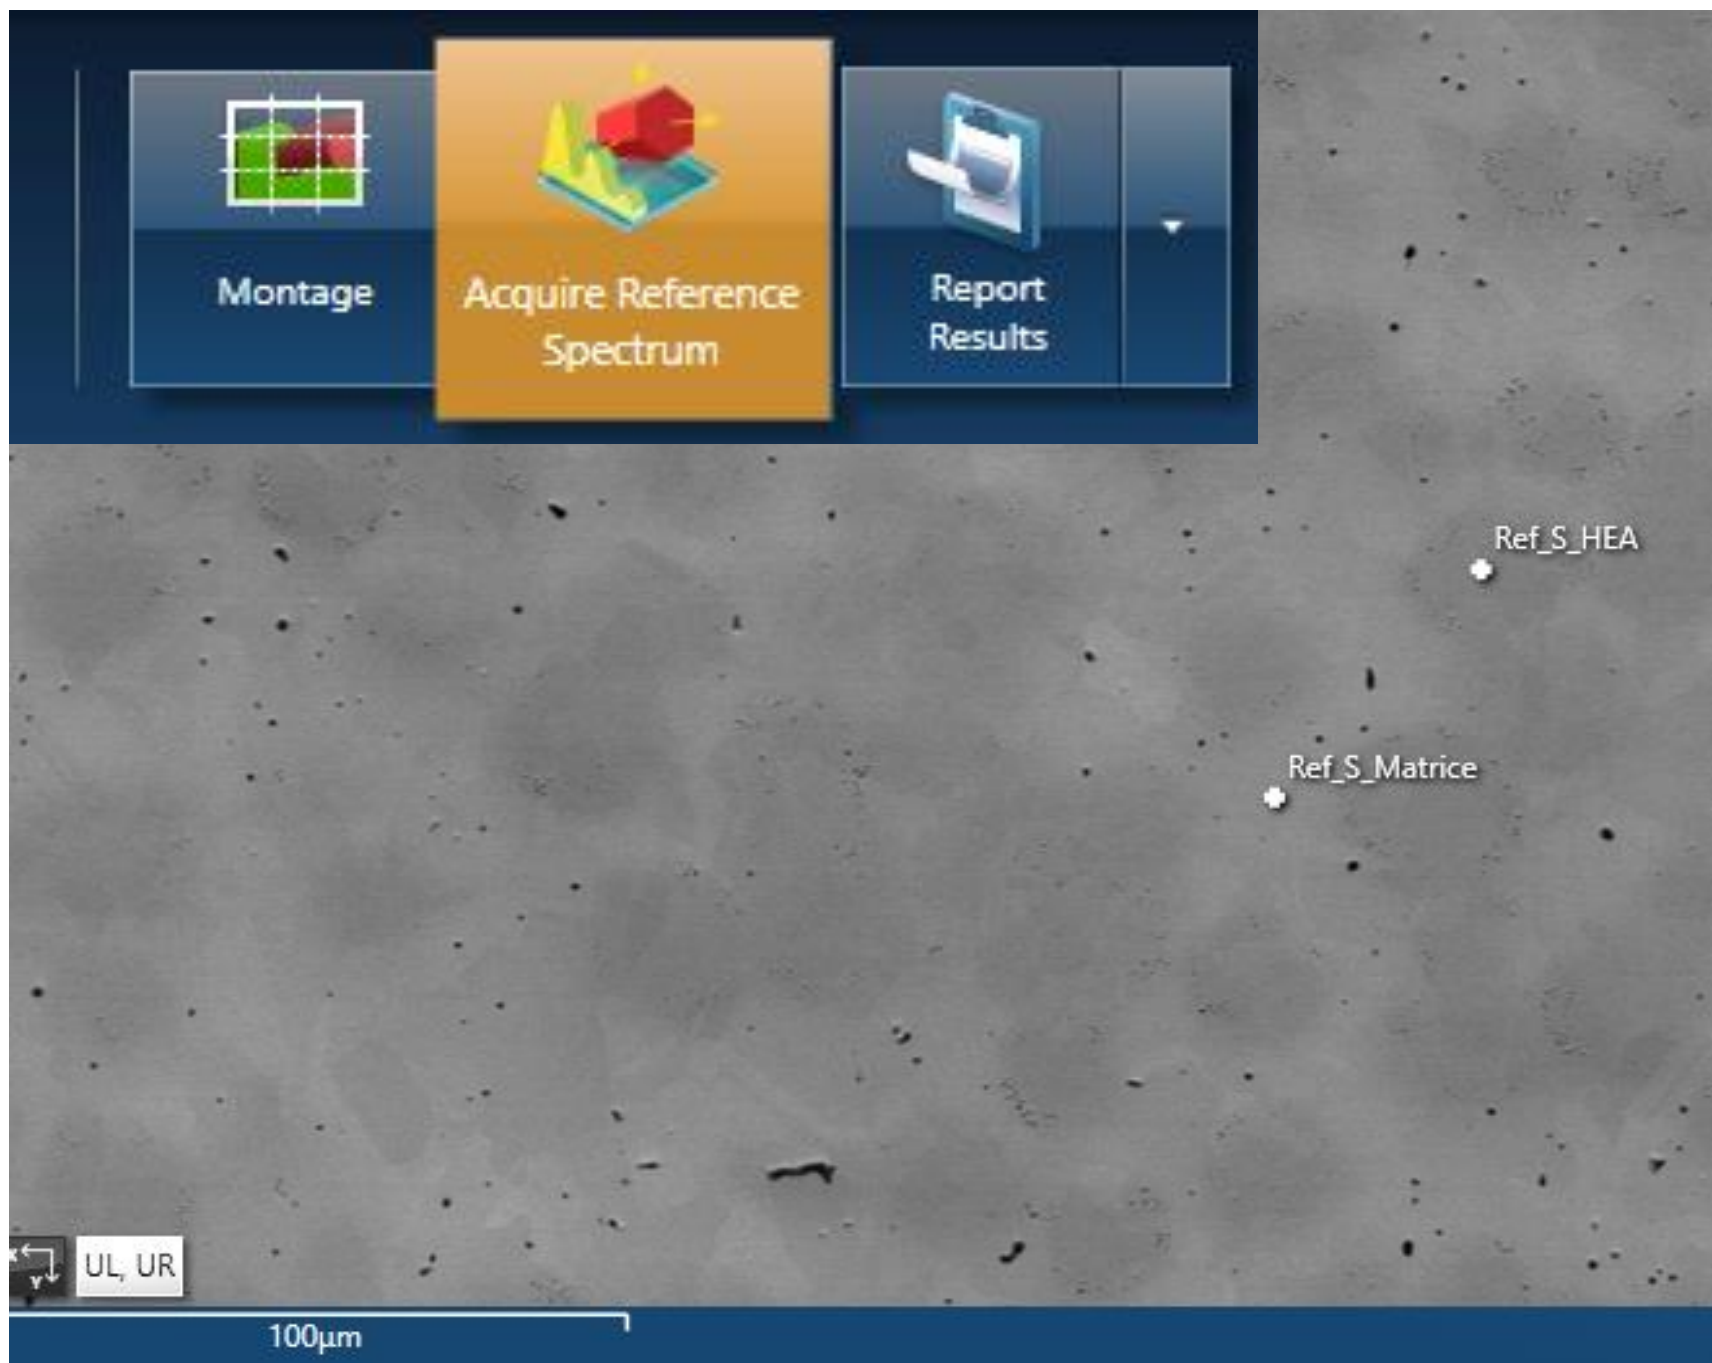 Montage
Acquire Reference
Spectrum
Report
Results
Ref_S_HEA
Ref_S_Matrice
X
Y
UL, UR
100µm